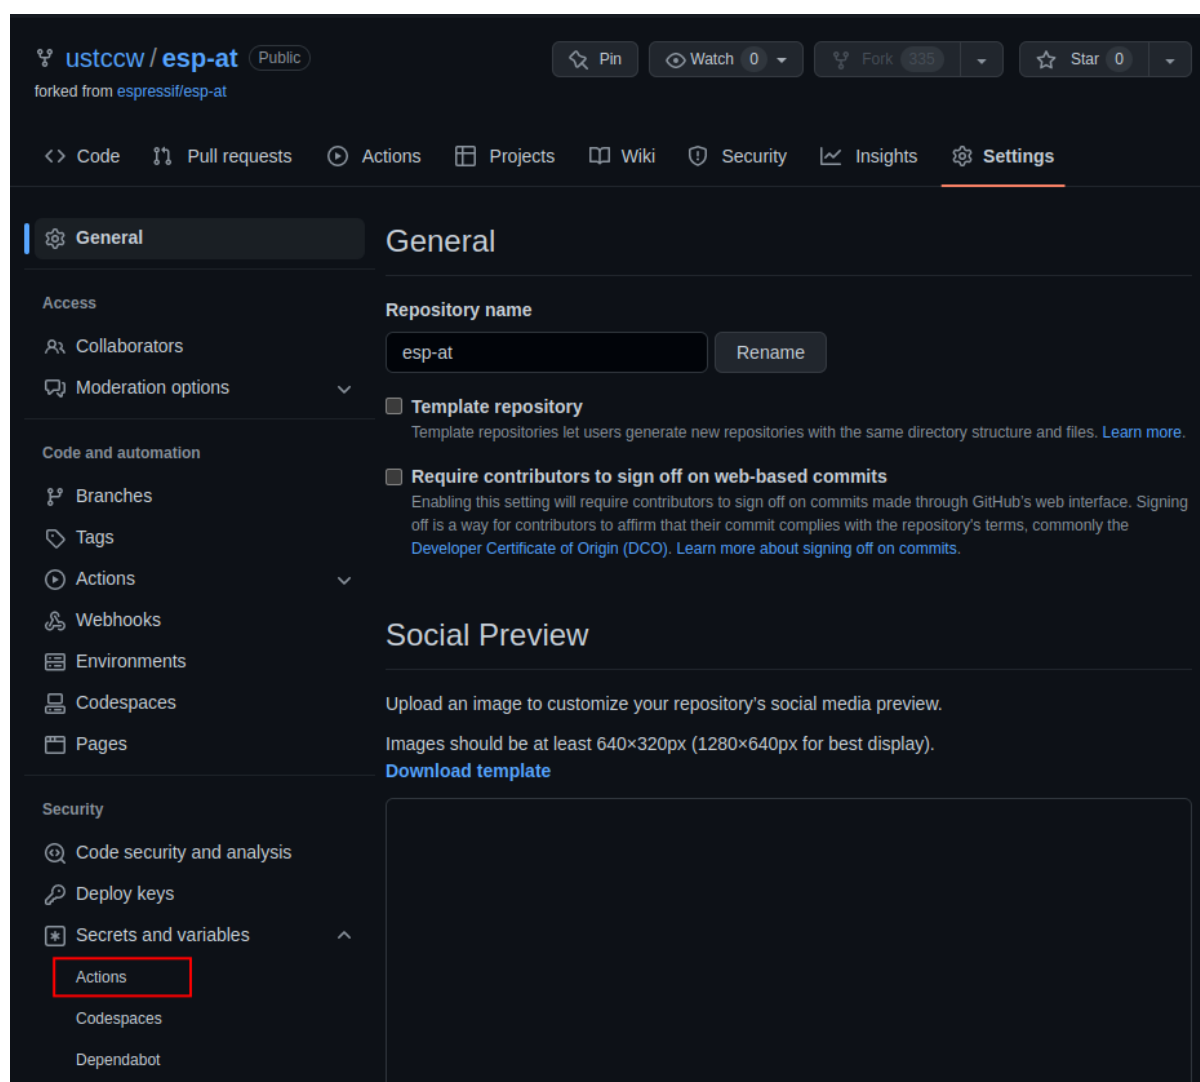 ustccw / esp-at Public
Pin
Watch 0
Fork 335
Star 0
forked from espressif/esp-at
Code
Pull requests
Actions
Projects
Wiki
Security
Insights
Settings
General
Access
Collaborators
Moderation options
Code and automation
Branches
Tags
Actions
Webhooks
Environments
Codespaces
Pages
Security
Code security and analysis
Deploy keys
Secrets and variables
Actions
Codespaces
Dependabot
General
Repository name
esp-at
Rename
Template repository
Template repositories let users generate new repositories with the same directory structure and files. Learn more.
Require contributors to sign off on web-based commits
Enabling this setting will require contributors to sign off on commits made through GitHub's web interface. Signing
off is a way for contributors to affirm that their commit complies with the repository's terms, commonly the
Developer Certificate of Origin (DCO). Learn more about signing off on commits.
Social Preview
Upload an image to customize your repository's social media preview.
Images should be at least 640×320px (1280×640px for best display).
Download template